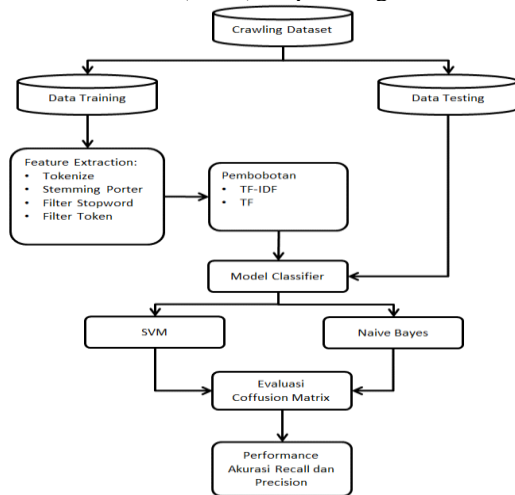 Crawling Dataset
Data Training
Data Testing
Feature Extraction:
• Tokenize
• Stemming Porter
• Filter Stopword
• Filter Token
Pembobotan
• TF-IDF
• TF
Model Classifier
SVM
Naive Bayes
Evaluasi
Coffusion Matrix
Performance
Akurasi Recall dan
Precision